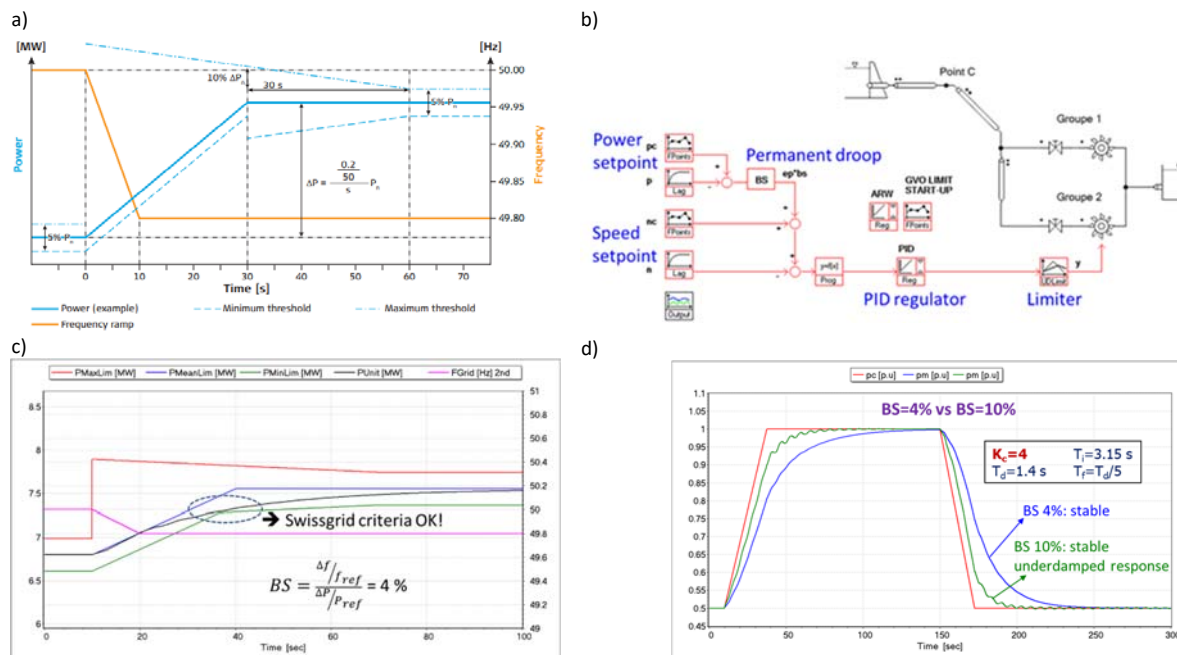 a)
[MW]
[Hz]
50.00
10% ΔPn
30 s
5% Pn
49.95
49.90
Power
Frequency
ΔP = 0.2/50/s Pn
49.85
49.80
5% Pn
0
10
20
30
40
50
60
70
Time [s]
Power (example)
Minimum threshold
Maximum threshold
Frequency ramp
b)
Point C
Groupe 1
Groupe 2
Power
setpoint
pc
FPoints
p
Lag
Permanent droop
BS
ep*bs
ARW
Reg
GVO LIMIT
START-UP
FPoints
nc
FPoints
Speed
setpoint
n
Lag
y=f(x)
Prog
PID
Reg
PID regulator
UDLimit
y
Limiter
Output
c)
PMaxLim [MW]
PMeanLim [MW]
PMinLim [MW]
PUnit [MW]
FGrid [Hz] 2nd
8.5
8
7.5
7
6.5
6
51
50.8
50.6
50.4
50.2
50
49.8
49.6
49.4
49.2
49
➔ Swissgrid criteria OK!
BS = Δf/fref / ΔP/Pref = 4 %
0
20
40
60
80
100
Time [sec]
d)
pc [p.u]
pm [p.u]
pm [p.u]
BS=4% vs BS=10%
1.1
1.05
1
0.95
0.9
0.85
0.8
0.75
0.7
0.65
0.6
0.55
0.5
0.45
Kc=4
Ti=3.15 s
Td=1.4 s
Tf=Td/5
BS 4%: stable
BS 10%: stable
underdamped response
0
50
100
150
200
250
300
Time [sec]